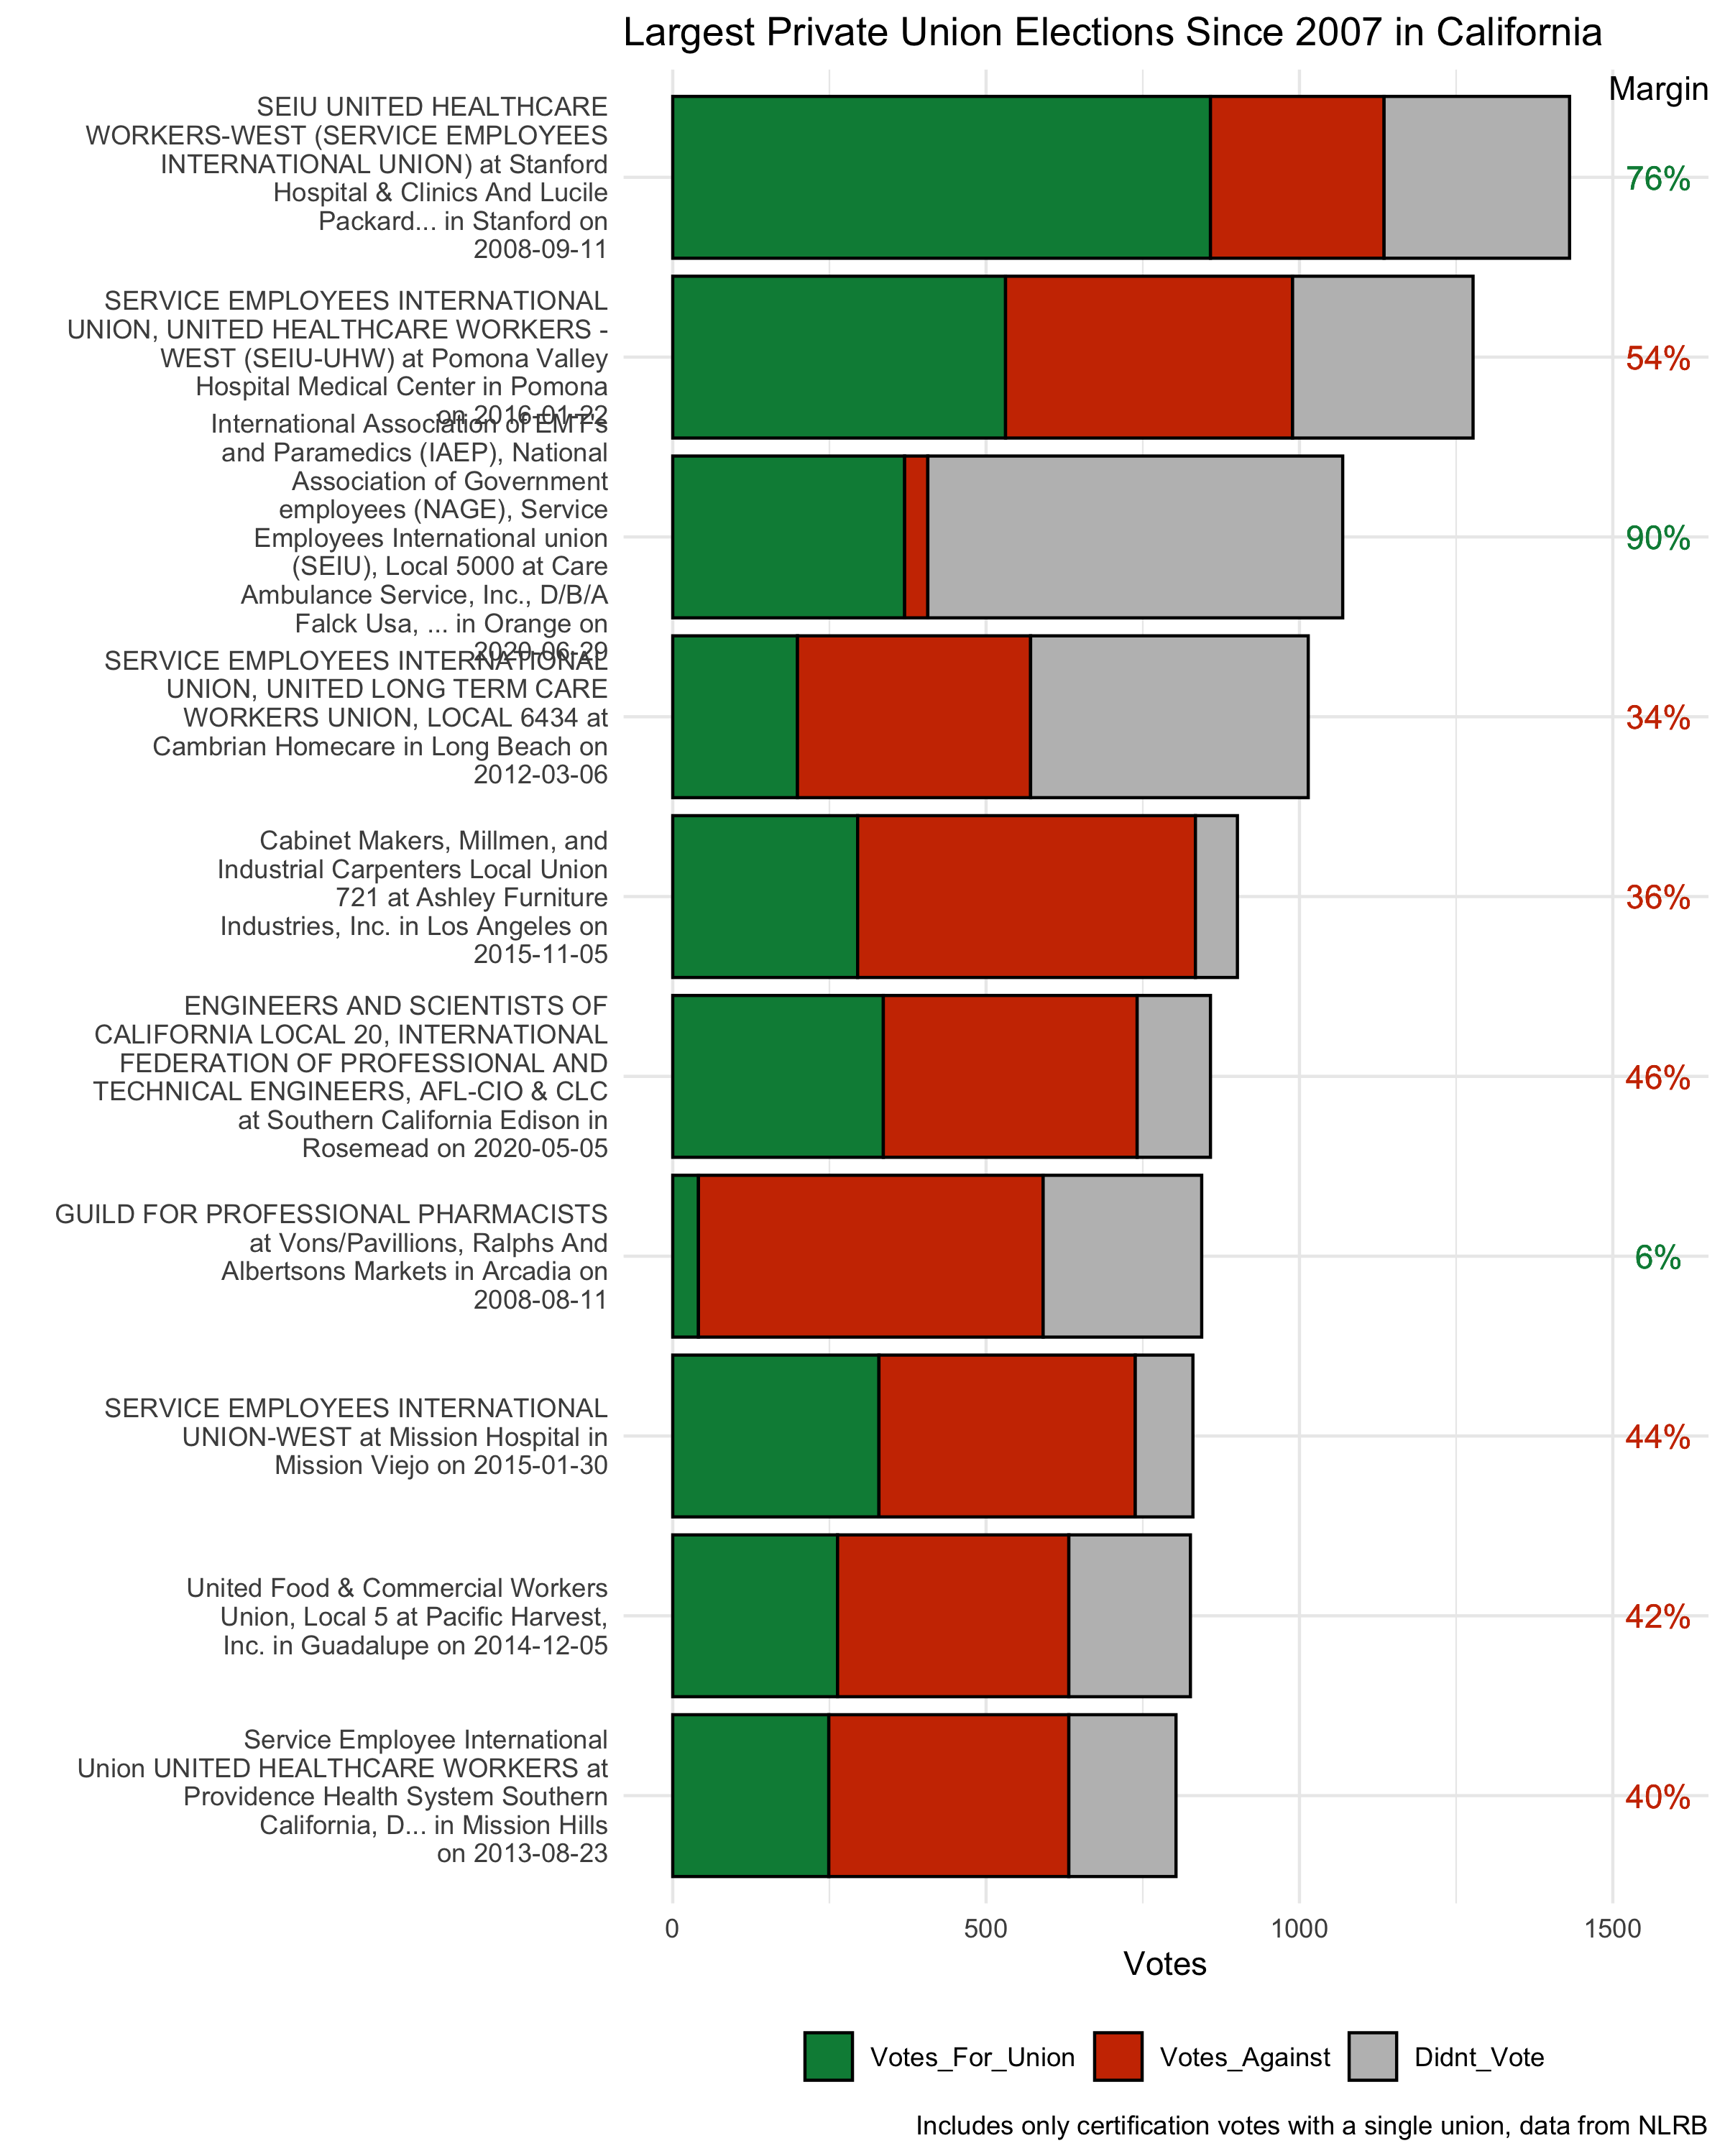 Largest Private Union Elections Since 2007 in California
Margin
SEIU UNITED HEALTHCARE
WORKERS-WEST (SERVICE EMPLOYEES
INTERNATIONAL UNION) at Stanford
Hospital & Clinics And Lucile
Packard... in Stanford on
2008-09-11
76%
SERVICE EMPLOYEES INTERNATIONAL
UNION, UNITED HEALTHCARE WORKERS -
WEST (SEIU-UHW) at Pomona Valley
Hospital Medical Center in Pomona
on 2016-01-22
54%
International Association of EMT's
and Paramedics (IAEP), National
Association of Government
employees (NAGE), Service
Employees International union
(SEIU), Local 5000 at Care
Ambulance Service, Inc., D/B/A
Falck Usa, ... in Orange on
2020-06-29
90%
SERVICE EMPLOYEES INTERNATIONAL
UNION, UNITED LONG TERM CARE
WORKERS UNION, LOCAL 6434 at
Cambrian Homecare in Long Beach on
2012-03-06
34%
Cabinet Makers, Millmen, and
Industrial Carpenters Local Union
721 at Ashley Furniture
Industries, Inc. in Los Angeles on
2015-11-05
36%
ENGINEERS AND SCIENTISTS OF
CALIFORNIA LOCAL 20, INTERNATIONAL
FEDERATION OF PROFESSIONAL AND
TECHNICAL ENGINEERS, AFL-CIO & CLC
at Southern California Edison in
Rosemead on 2020-05-05
46%
GUILD FOR PROFESSIONAL PHARMACISTS
at Vons/Pavillions, Ralphs And
Albertsons Markets in Arcadia on
2008-08-11
6%
SERVICE EMPLOYEES INTERNATIONAL
UNION-WEST at Mission Hospital in
Mission Viejo on 2015-01-30
44%
United Food & Commercial Workers
Union, Local 5 at Pacific Harvest,
Inc. in Guadalupe on 2014-12-05
42%
Service Employee International
Union UNITED HEALTHCARE WORKERS at
Providence Health System Southern
California, D... in Mission Hills
on 2013-08-23
40%
0 500 1000 1500
Votes
Votes_For_Union Votes_Against Didnt_Vote
Includes only certification votes with a single union, data from NLRB